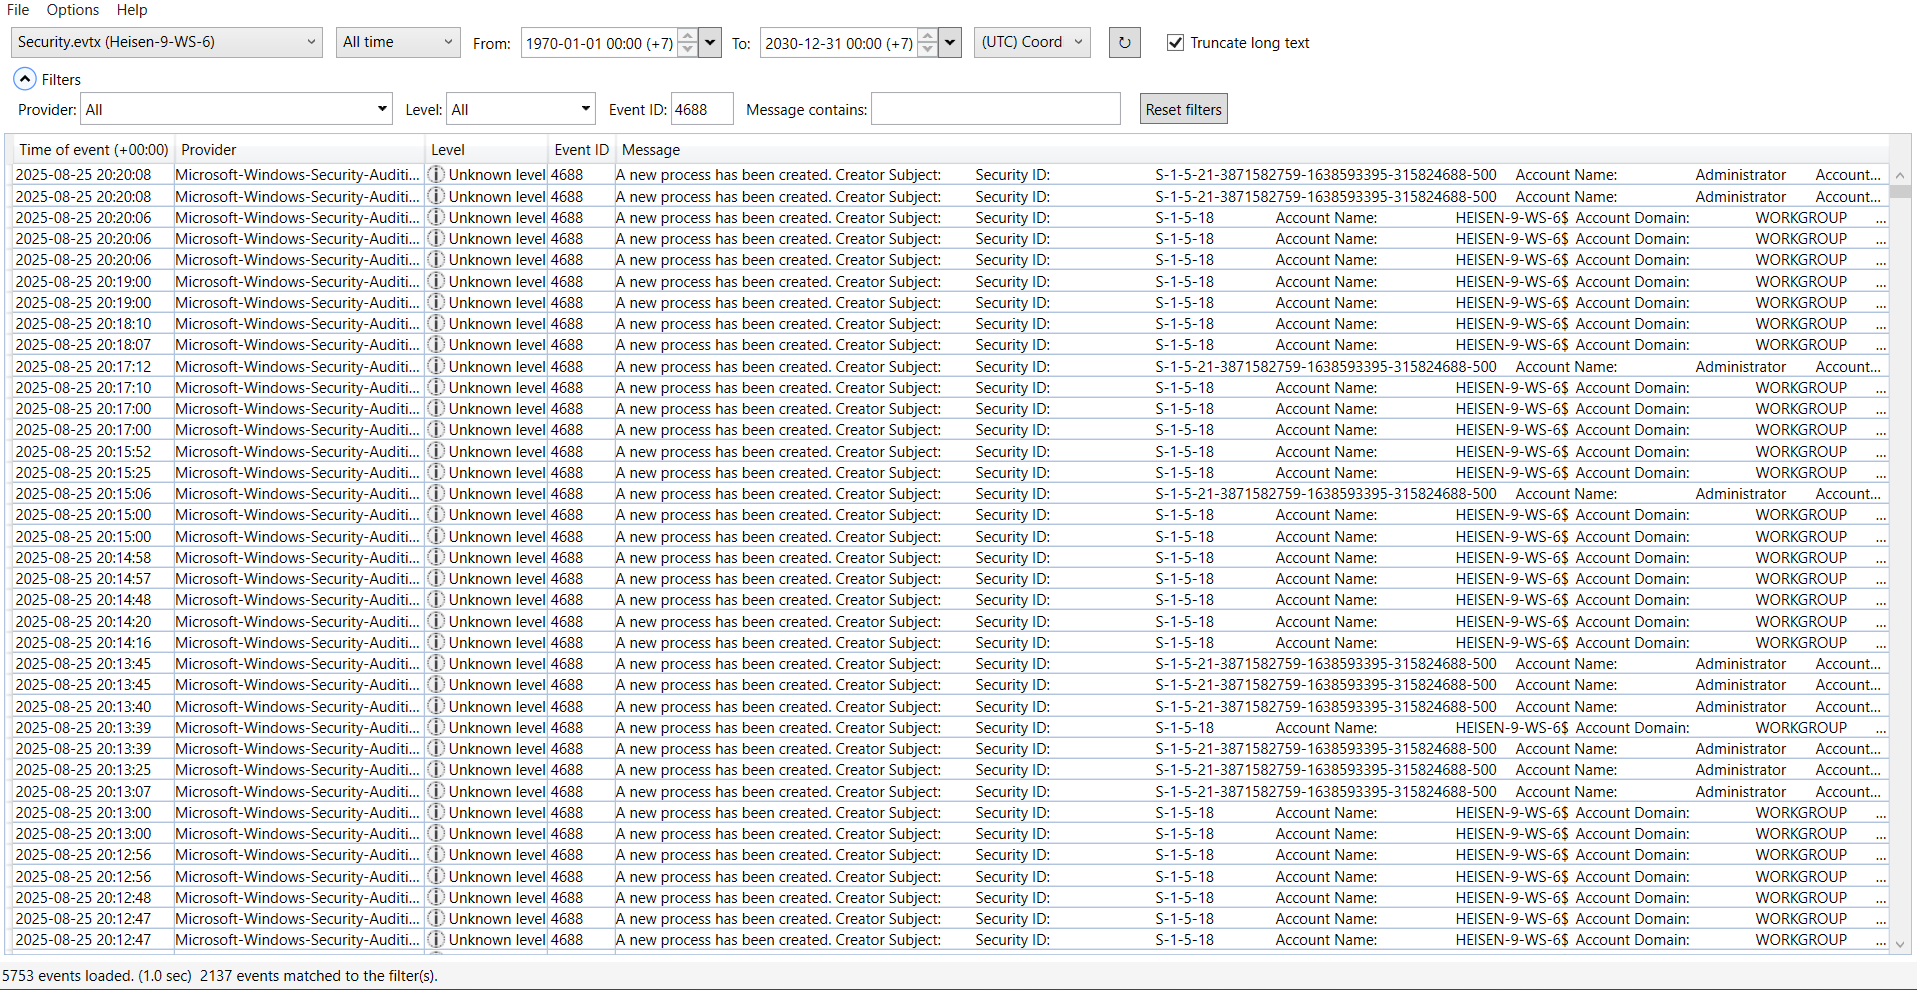 File Options Help
Security.evtx (Heisen-9-WS-6) All time From: 1970-01-01 00:00 (+7) To: 2030-12-31 00:00 (+7) (UTC) Coord ↻ Truncate long text
Filters
Provider: All Level: All Event ID: 4688 Message contains: Reset filters
Time of event (+00:00) Provider Level Event ID Message
2025-08-25 20:20:08 Microsoft-Windows-Security-Auditi... Unknown level 4688 A new process has been created. Creator Subject: Security ID: S-1-5-21-3871582759-1638593395-315824688-500 Account Name: Administrator Account...
2025-08-25 20:20:08 Microsoft-Windows-Security-Auditi... Unknown level 4688 A new process has been created. Creator Subject: Security ID: S-1-5-21-3871582759-1638593395-315824688-500 Account Name: Administrator Account...
2025-08-25 20:20:06 Microsoft-Windows-Security-Auditi... Unknown level 4688 A new process has been created. Creator Subject: Security ID: S-1-5-18 Account Name: HEISEN-9-WS-6$ Account Domain: WORKGROUP ...
2025-08-25 20:20:06 Microsoft-Windows-Security-Auditi... Unknown level 4688 A new process has been created. Creator Subject: Security ID: S-1-5-18 Account Name: HEISEN-9-WS-6$ Account Domain: WORKGROUP ...
2025-08-25 20:20:06 Microsoft-Windows-Security-Auditi... Unknown level 4688 A new process has been created. Creator Subject: Security ID: S-1-5-18 Account Name: HEISEN-9-WS-6$ Account Domain: WORKGROUP ...
2025-08-25 20:19:00 Microsoft-Windows-Security-Auditi... Unknown level 4688 A new process has been created. Creator Subject: Security ID: S-1-5-18 Account Name: HEISEN-9-WS-6$ Account Domain: WORKGROUP ...
2025-08-25 20:19:00 Microsoft-Windows-Security-Auditi... Unknown level 4688 A new process has been created. Creator Subject: Security ID: S-1-5-18 Account Name: HEISEN-9-WS-6$ Account Domain: WORKGROUP ...
2025-08-25 20:18:10 Microsoft-Windows-Security-Auditi... Unknown level 4688 A new process has been created. Creator Subject: Security ID: S-1-5-18 Account Name: HEISEN-9-WS-6$ Account Domain: WORKGROUP ...
2025-08-25 20:18:07 Microsoft-Windows-Security-Auditi... Unknown level 4688 A new process has been created. Creator Subject: Security ID: S-1-5-18 Account Name: HEISEN-9-WS-6$ Account Domain: WORKGROUP ...
2025-08-25 20:17:12 Microsoft-Windows-Security-Auditi... Unknown level 4688 A new process has been created. Creator Subject: Security ID: S-1-5-21-3871582759-1638593395-315824688-500 Account Name: Administrator Account...
2025-08-25 20:17:10 Microsoft-Windows-Security-Auditi... Unknown level 4688 A new process has been created. Creator Subject: Security ID: S-1-5-18 Account Name: HEISEN-9-WS-6$ Account Domain: WORKGROUP ...
2025-08-25 20:17:00 Microsoft-Windows-Security-Auditi... Unknown level 4688 A new process has been created. Creator Subject: Security ID: S-1-5-18 Account Name: HEISEN-9-WS-6$ Account Domain: WORKGROUP ...
2025-08-25 20:17:00 Microsoft-Windows-Security-Auditi... Unknown level 4688 A new process has been created. Creator Subject: Security ID: S-1-5-18 Account Name: HEISEN-9-WS-6$ Account Domain: WORKGROUP ...
2025-08-25 20:15:52 Microsoft-Windows-Security-Auditi... Unknown level 4688 A new process has been created. Creator Subject: Security ID: S-1-5-18 Account Name: HEISEN-9-WS-6$ Account Domain: WORKGROUP ...
2025-08-25 20:15:25 Microsoft-Windows-Security-Auditi... Unknown level 4688 A new process has been created. Creator Subject: Security ID: S-1-5-18 Account Name: HEISEN-9-WS-6$ Account Domain: WORKGROUP ...
2025-08-25 20:15:06 Microsoft-Windows-Security-Auditi... Unknown level 4688 A new process has been created. Creator Subject: Security ID: S-1-5-21-3871582759-1638593395-315824688-500 Account Name: Administrator Account...
2025-08-25 20:15:00 Microsoft-Windows-Security-Auditi... Unknown level 4688 A new process has been created. Creator Subject: Security ID: S-1-5-18 Account Name: HEISEN-9-WS-6$ Account Domain: WORKGROUP ...
2025-08-25 20:15:00 Microsoft-Windows-Security-Auditi... Unknown level 4688 A new process has been created. Creator Subject: Security ID: S-1-5-18 Account Name: HEISEN-9-WS-6$ Account Domain: WORKGROUP ...
2025-08-25 20:14:58 Microsoft-Windows-Security-Auditi... Unknown level 4688 A new process has been created. Creator Subject: Security ID: S-1-5-18 Account Name: HEISEN-9-WS-6$ Account Domain: WORKGROUP ...
2025-08-25 20:14:57 Microsoft-Windows-Security-Auditi... Unknown level 4688 A new process has been created. Creator Subject: Security ID: S-1-5-18 Account Name: HEISEN-9-WS-6$ Account Domain: WORKGROUP ...
2025-08-25 20:14:48 Microsoft-Windows-Security-Auditi... Unknown level 4688 A new process has been created. Creator Subject: Security ID: S-1-5-18 Account Name: HEISEN-9-WS-6$ Account Domain: WORKGROUP ...
2025-08-25 20:14:20 Microsoft-Windows-Security-Auditi... Unknown level 4688 A new process has been created. Creator Subject: Security ID: S-1-5-18 Account Name: HEISEN-9-WS-6$ Account Domain: WORKGROUP ...
2025-08-25 20:14:16 Microsoft-Windows-Security-Auditi... Unknown level 4688 A new process has been created. Creator Subject: Security ID: S-1-5-18 Account Name: HEISEN-9-WS-6$ Account Domain: WORKGROUP ...
2025-08-25 20:13:45 Microsoft-Windows-Security-Auditi... Unknown level 4688 A new process has been created. Creator Subject: Security ID: S-1-5-21-3871582759-1638593395-315824688-500 Account Name: Administrator Account...
2025-08-25 20:13:45 Microsoft-Windows-Security-Auditi... Unknown level 4688 A new process has been created. Creator Subject: Security ID: S-1-5-21-3871582759-1638593395-315824688-500 Account Name: Administrator Account...
2025-08-25 20:13:40 Microsoft-Windows-Security-Auditi... Unknown level 4688 A new process has been created. Creator Subject: Security ID: S-1-5-21-3871582759-1638593395-315824688-500 Account Name: Administrator Account...
2025-08-25 20:13:39 Microsoft-Windows-Security-Auditi... Unknown level 4688 A new process has been created. Creator Subject: Security ID: S-1-5-18 Account Name: HEISEN-9-WS-6$ Account Domain: WORKGROUP ...
2025-08-25 20:13:39 Microsoft-Windows-Security-Auditi... Unknown level 4688 A new process has been created. Creator Subject: Security ID: S-1-5-21-3871582759-1638593395-315824688-500 Account Name: Administrator Account...
2025-08-25 20:13:25 Microsoft-Windows-Security-Auditi... Unknown level 4688 A new process has been created. Creator Subject: Security ID: S-1-5-21-3871582759-1638593395-315824688-500 Account Name: Administrator Account...
2025-08-25 20:13:07 Microsoft-Windows-Security-Auditi... Unknown level 4688 A new process has been created. Creator Subject: Security ID: S-1-5-21-3871582759-1638593395-315824688-500 Account Name: Administrator Account...
2025-08-25 20:13:00 Microsoft-Windows-Security-Auditi... Unknown level 4688 A new process has been created. Creator Subject: Security ID: S-1-5-18 Account Name: HEISEN-9-WS-6$ Account Domain: WORKGROUP ...
2025-08-25 20:13:00 Microsoft-Windows-Security-Auditi... Unknown level 4688 A new process has been created. Creator Subject: Security ID: S-1-5-18 Account Name: HEISEN-9-WS-6$ Account Domain: WORKGROUP ...
2025-08-25 20:12:56 Microsoft-Windows-Security-Auditi... Unknown level 4688 A new process has been created. Creator Subject: Security ID: S-1-5-18 Account Name: HEISEN-9-WS-6$ Account Domain: WORKGROUP ...
2025-08-25 20:12:56 Microsoft-Windows-Security-Auditi... Unknown level 4688 A new process has been created. Creator Subject: Security ID: S-1-5-18 Account Name: HEISEN-9-WS-6$ Account Domain: WORKGROUP ...
2025-08-25 20:12:48 Microsoft-Windows-Security-Auditi... Unknown level 4688 A new process has been created. Creator Subject: Security ID: S-1-5-18 Account Name: HEISEN-9-WS-6$ Account Domain: WORKGROUP ...
2025-08-25 20:12:47 Microsoft-Windows-Security-Auditi... Unknown level 4688 A new process has been created. Creator Subject: Security ID: S-1-5-18 Account Name: HEISEN-9-WS-6$ Account Domain: WORKGROUP ...
2025-08-25 20:12:47 Microsoft-Windows-Security-Auditi... Unknown level 4688 A new process has been created. Creator Subject: Security ID: S-1-5-18 Account Name: HEISEN-9-WS-6$ Account Domain: WORKGROUP ...
5753 events loaded. (1.0 sec) 2137 events matched to the filter(s).